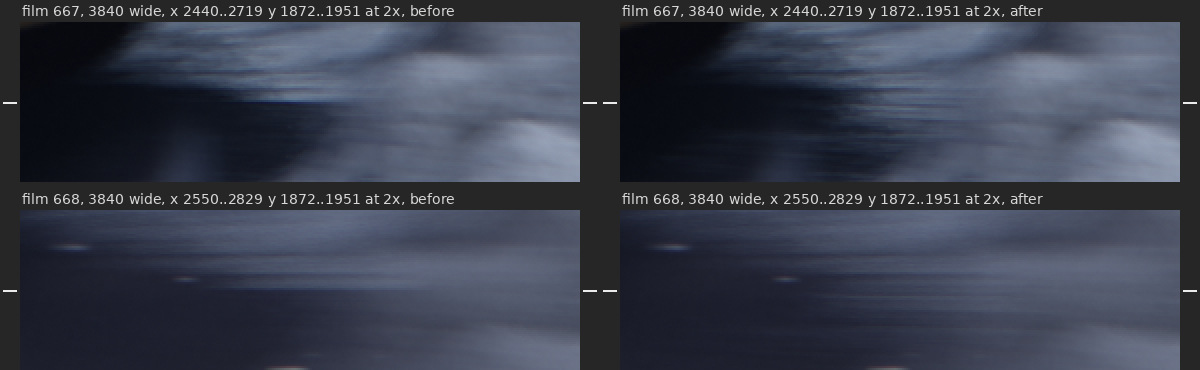 film 667, 3840 wide, x 2440..2719 y 1872..1951 at 2x, before
film 667, 3840 wide, x 2440..2719 y 1872..1951 at 2x, after
film 668, 3840 wide, x 2550..2829 y 1872..1951 at 2x, before
film 668, 3840 wide, x 2550..2829 y 1872..1951 at 2x, after